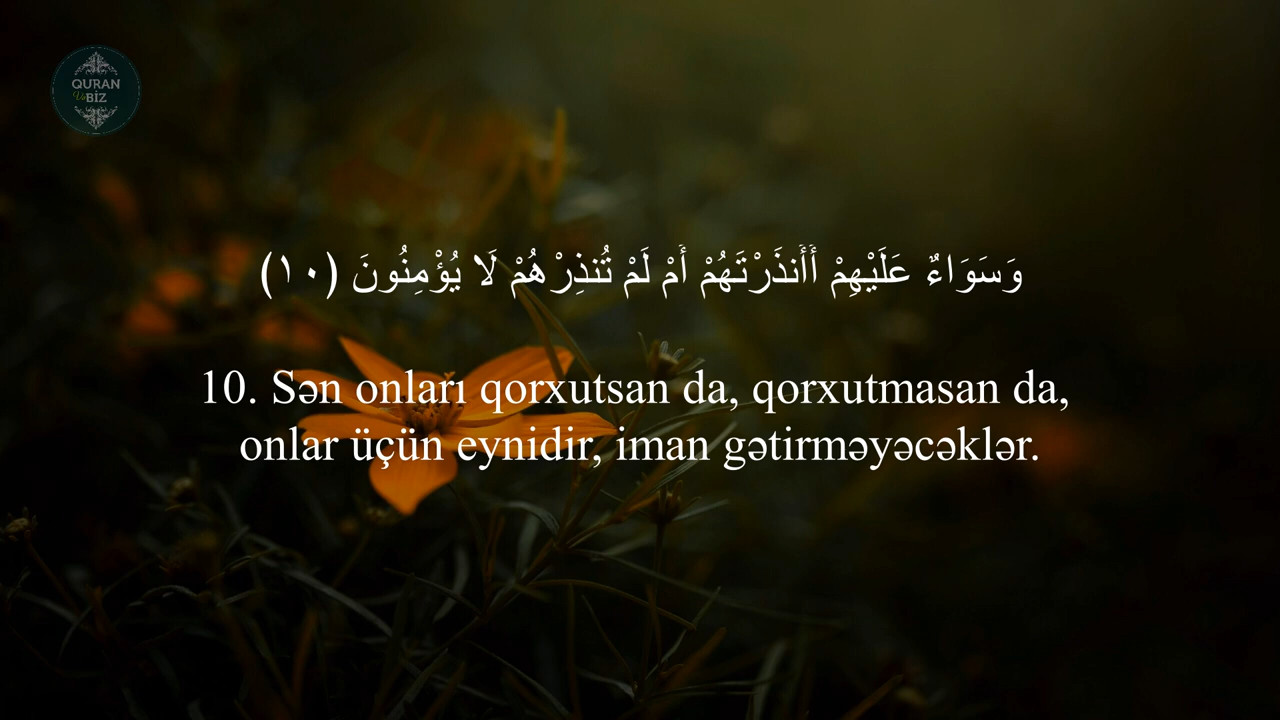 QURAN
Və BİZ
وَسَوَاءٌ عَلَيْهِمْ أَأَنذَرْتَهُمْ أَمْ لَمْ تُنذِرْهُمْ لَا يُؤْمِنُونَ (١٠)
10. Sən onları qorxutsan da, qorxutmasan da,
onlar üçün eynidir, iman gətirməyəcəklər.